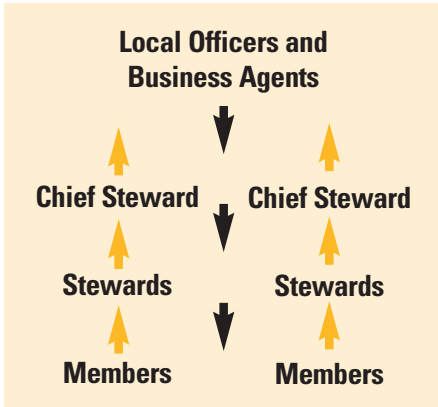 Local Officers and
Business Agents
Chief Steward Chief Steward
Stewards Stewards
Members Members